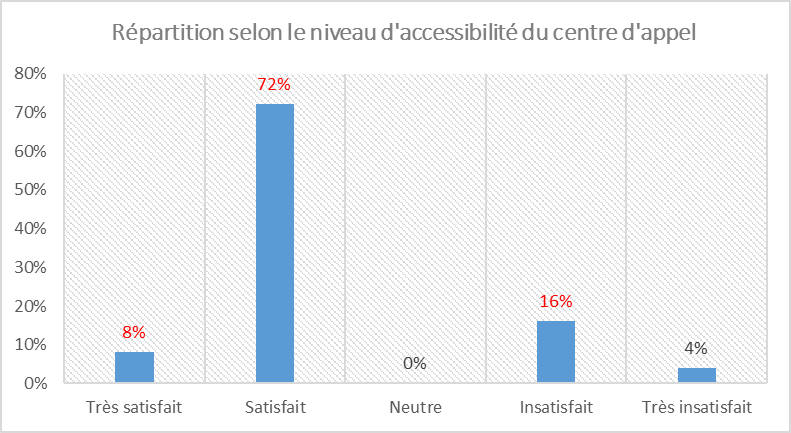 Répartition selon le niveau d'accessibilité du centre d'appel
80%
70%
60%
50%
40%
30%
20%
10%
0%
8%
72%
0%
16%
4%
Très satisfait
Satisfait
Neutre
Insatisfait
Très insatisfait